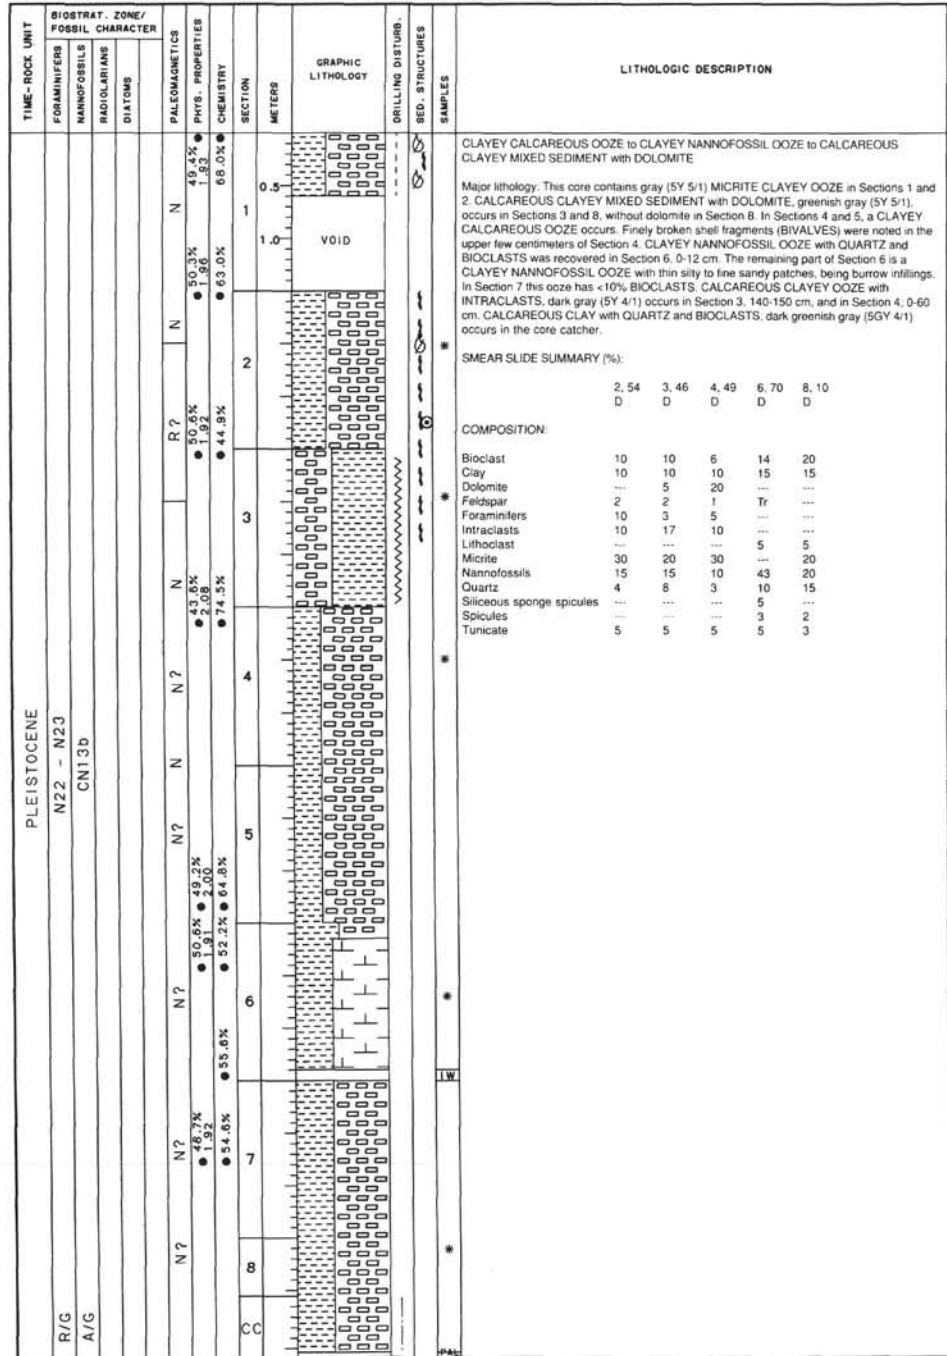 TIME-ROCK UNIT
BIOSTRAT. ZONE/
FOSSIL CHARACTER
FORAMINIFERS
NANNOFOSSILS
RADIOLARIANS
DIATOMS
PALEOMAGNETICS
PHYS. PROPERTIES
CHEMISTRY
SECTION
METERS
GRAPHIC
LITHOLOGY
DRILLING DISTURB.
SED. STRUCTURES
SAMPLES
LITHOLOGIC DESCRIPTION
PLEISTOCENE
N22 - N23
R/G
CN13b
A/G
N
N
R?
N
N?
N
N?
N?
N?
N?
49.4%
1.93
50.3%
1.96
50.6%
1.92
43.6%
2.08
49.2%
2.00
50.6%
1.91
48.7%
1.92
68.0%
63.0%
44.9%
74.5%
64.8%
52.2%
55.6%
54.6%
1
2
3
4
5
6
7
8
CC
0.5
1.0
VOID
*
*
*
*
IW
*
PAL
CLAYEY CALCAREOUS OOZE to CLAYEY NANNOFOSSIL OOZE to CALCAREOUS
CLAYEY MIXED SEDIMENT with DOLOMITE
Major lithology: This core contains gray (5Y 5/1) MICRITE CLAYEY OOZE in Sections 1 and
2. CALCAREOUS CLAYEY MIXED SEDIMENT with DOLOMITE, greenish gray (5Y 5/1),
occurs in Sections 3 and 8, without dolomite in Section 8. In Sections 4 and 5, a CLAYEY
CALCAREOUS OOZE occurs. Finely broken shell fragments (BIVALVES) were noted in the
upper few centimeters of Section 4. CLAYEY NANNOFOSSIL OOZE with QUARTZ and
BIOCLASTS was recovered in Section 6, 0-12 cm. The remaining part of Section 6 is a
CLAYEY NANNOFOSSIL OOZE with thin silty to fine sandy patches, being burrow infillings.
In Section 7 this ooze has <10% BIOCLASTS. CALCAREOUS CLAYEY OOZE with
INTRACLASTS, dark gray (5Y 4/1) occurs in Section 3, 140-150 cm, and in Section 4, 0-60
cm. CALCAREOUS CLAY with QUARTZ and BIOCLASTS, dark greenish gray (5GY 4/1)
occurs in the core catcher.
SMEAR SLIDE SUMMARY (%):
2, 54 3, 46 4, 49 6, 70 8, 10
D D D D D
COMPOSITION:
Bioclast 10 10 6 14 20
Clay 10 10 10 15 15
Dolomite --- 5 20 --- ---
Feldspar 2 2 1 Tr ---
Foraminifers 10 3 5 --- ---
Intraclasts 10 17 10 --- ---
Lithoclast --- --- --- 5 5
Micrite 30 20 30 --- 20
Nannofossils 15 15 10 43 20
Quartz 4 8 3 10 15
Siliceous sponge spicules --- --- --- 5 ---
Spicules --- --- --- 3 2
Tunicate 5 5 5 5 3